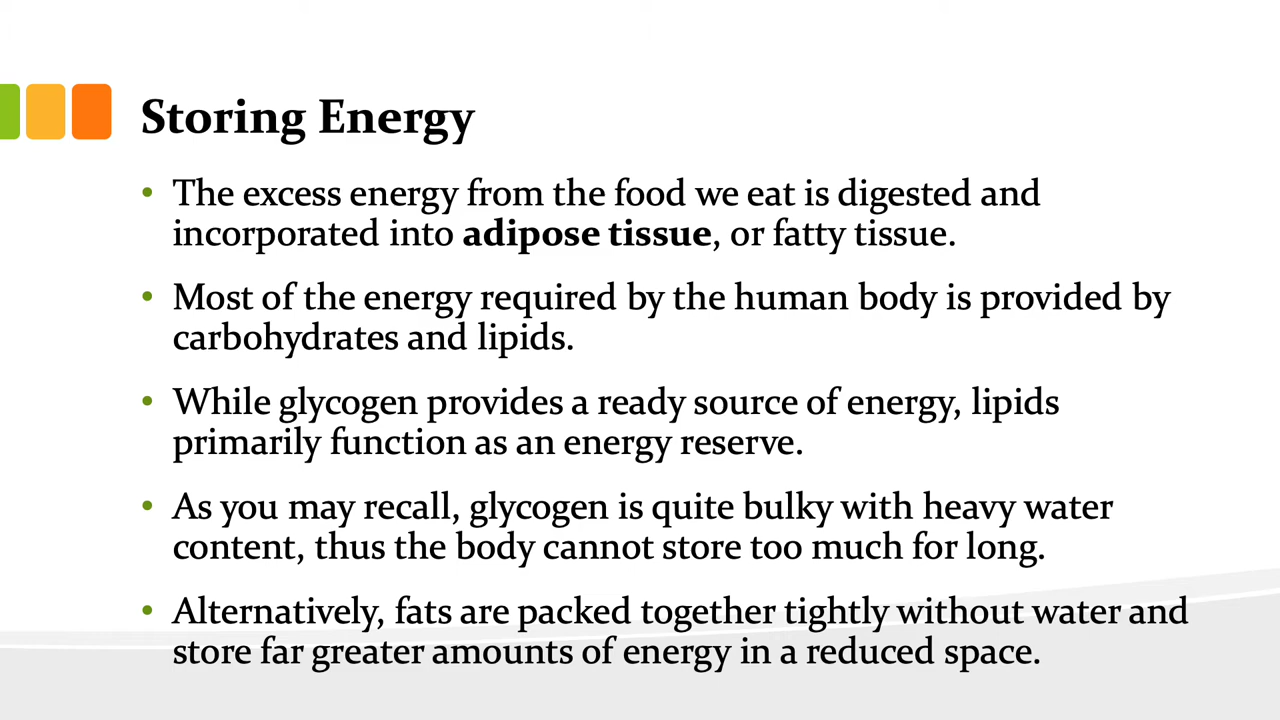 Storing Energy
• The excess energy from the food we eat is digested and
incorporated into adipose tissue, or fatty tissue.
• Most of the energy required by the human body is provided by
carbohydrates and lipids.
• While glycogen provides a ready source of energy, lipids
primarily function as an energy reserve.
• As you may recall, glycogen is quite bulky with heavy water
content, thus the body cannot store too much for long.
• Alternatively, fats are packed together tightly without water and
store far greater amounts of energy in a reduced space.